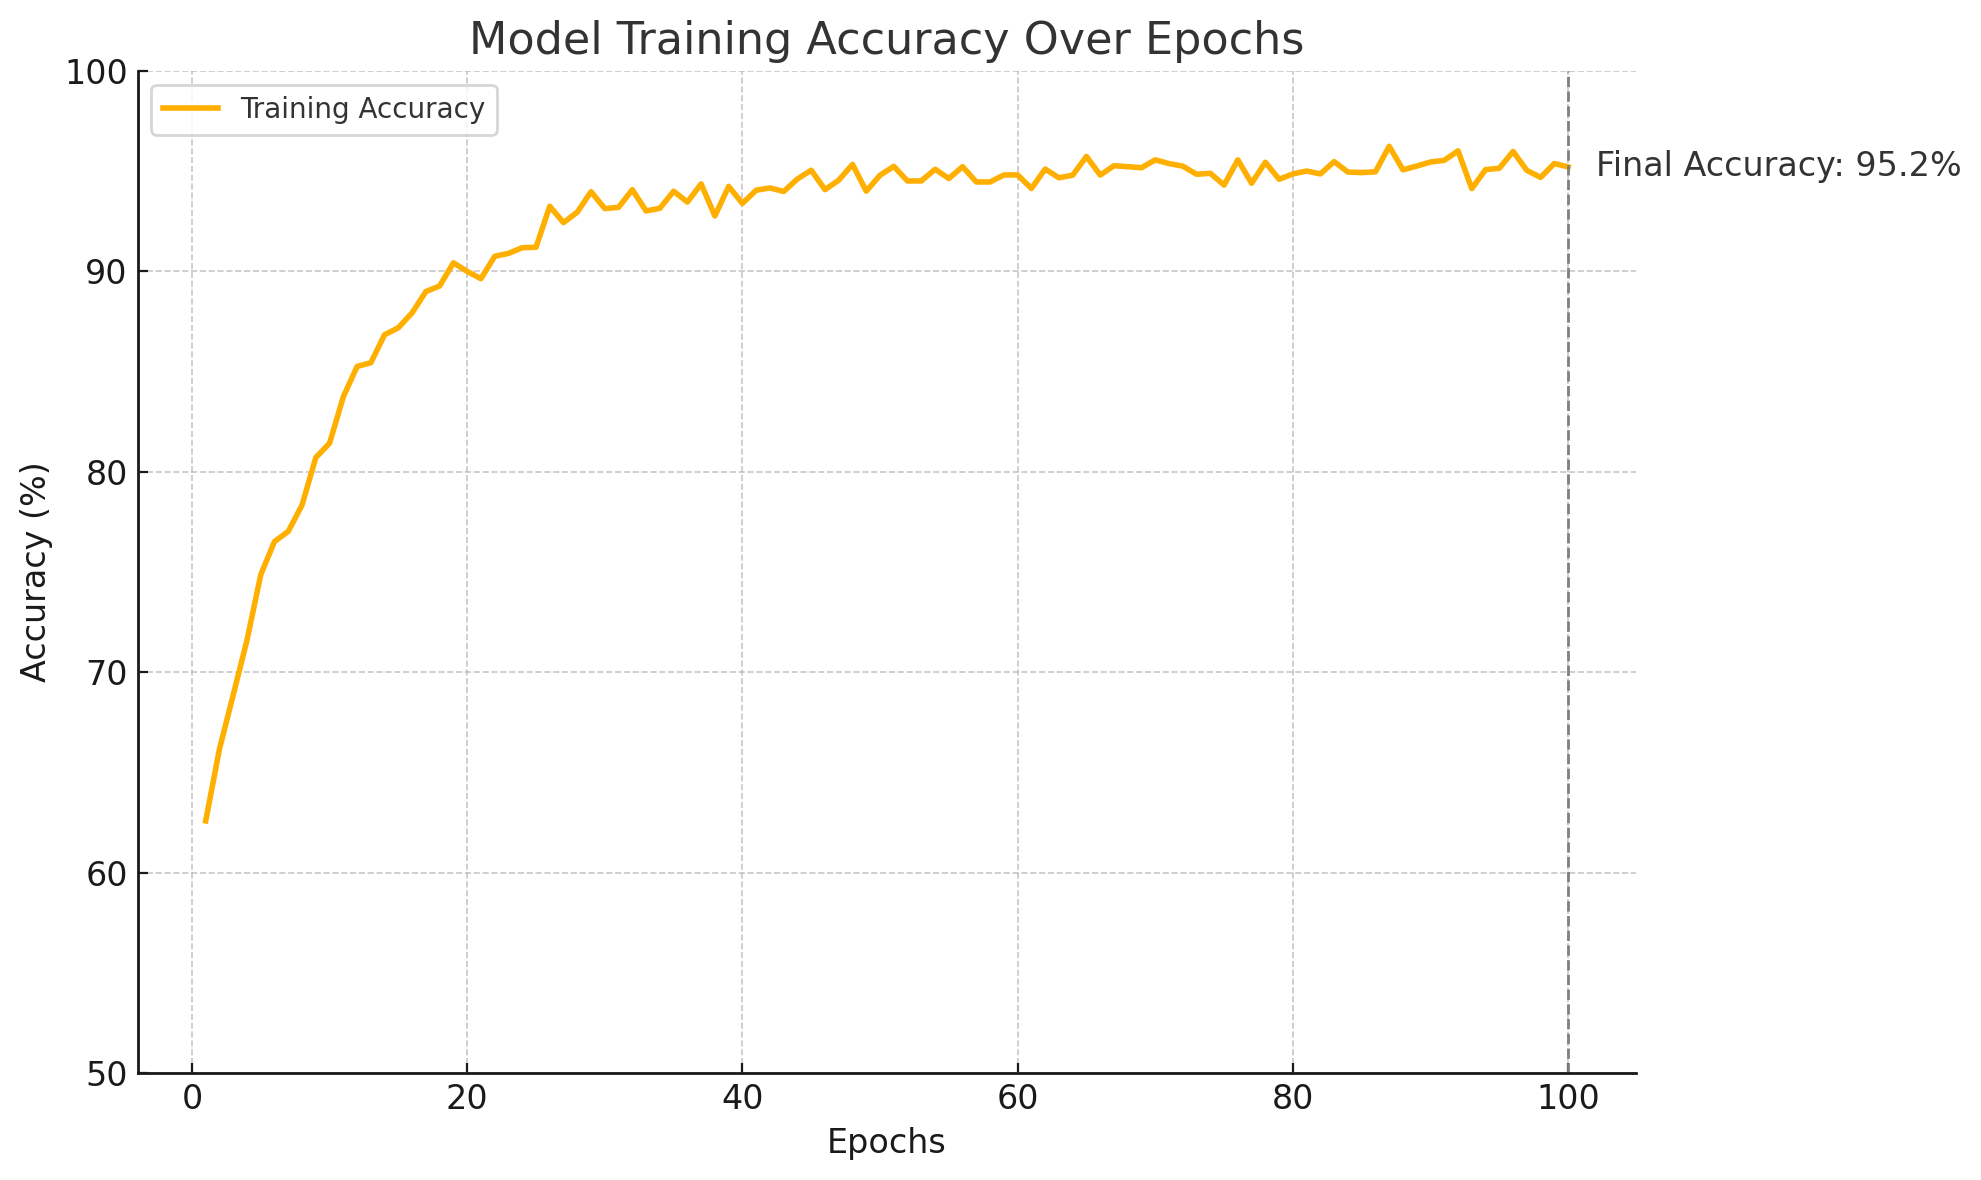 Model Training Accuracy Over Epochs
100
Training Accuracy
Final Accuracy: 95.2%
90
80
Accuracy (%)
70
60
50
0 20 40 60 80 100
Epochs